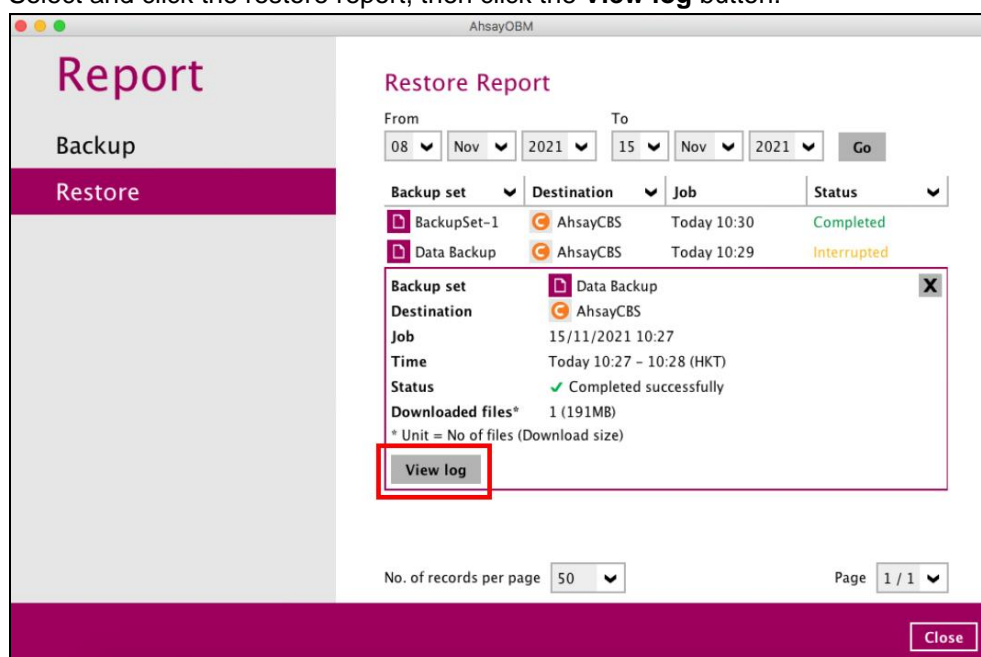 Select and click the restore report, then click the View log button.
AhsayOBM
Report
Backup
Restore
Restore Report
From To
08 Nov 2021 15 Nov 2021 Go
Backup set Destination Job Status
BackupSet-1 AhsayCBS Today 10:30 Completed
Data Backup AhsayCBS Today 10:29 Interrupted
Backup set Data Backup X
Destination AhsayCBS
Job 15/11/2021 10:27
Time Today 10:27 – 10:28 (HKT)
Status Completed successfully
Downloaded files* 1 (191MB)
* Unit = No of files (Download size)
View log
No. of records per page 50 Page 1 / 1
Close